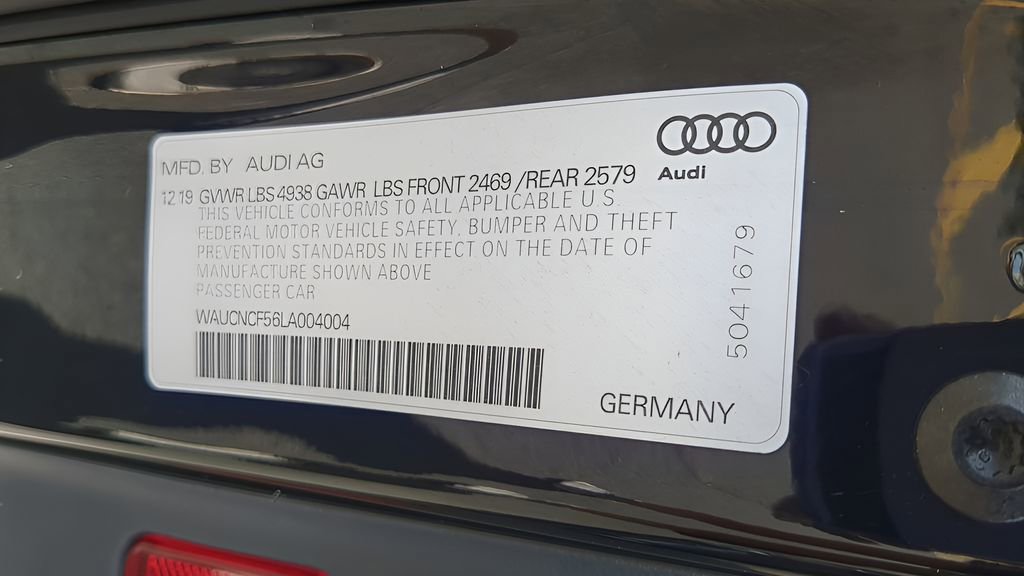 MFD. BY AUDI AG
Audi
12.19 GVWR LBS 4938 GAWR LBS FRONT 2469 /REAR 2579
THIS VEHICLE CONFORMS TO ALL APPLICABLE U.S.
FEDERAL MOTOR VEHICLE SAFETY, BUMPER AND THEFT
PREVENTION STANDARDS IN EFFECT ON THE DATE OF
MANUFACTURE SHOWN ABOVE
PASSENGER CAR
WAUCNCF56LA004004
5041679
GERMANY